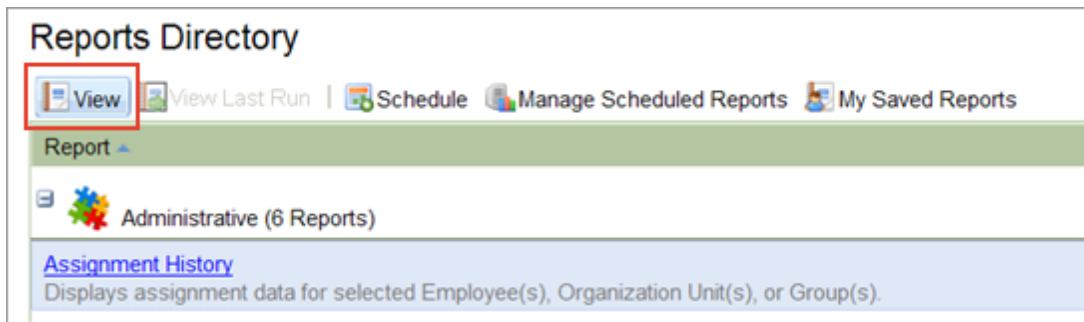 Reports Directory
View View Last Run | Schedule Manage Scheduled Reports My Saved Reports
Report
Administrative (6 Reports)
Assignment History
Displays assignment data for selected Employee(s), Organization Unit(s), or Group(s).